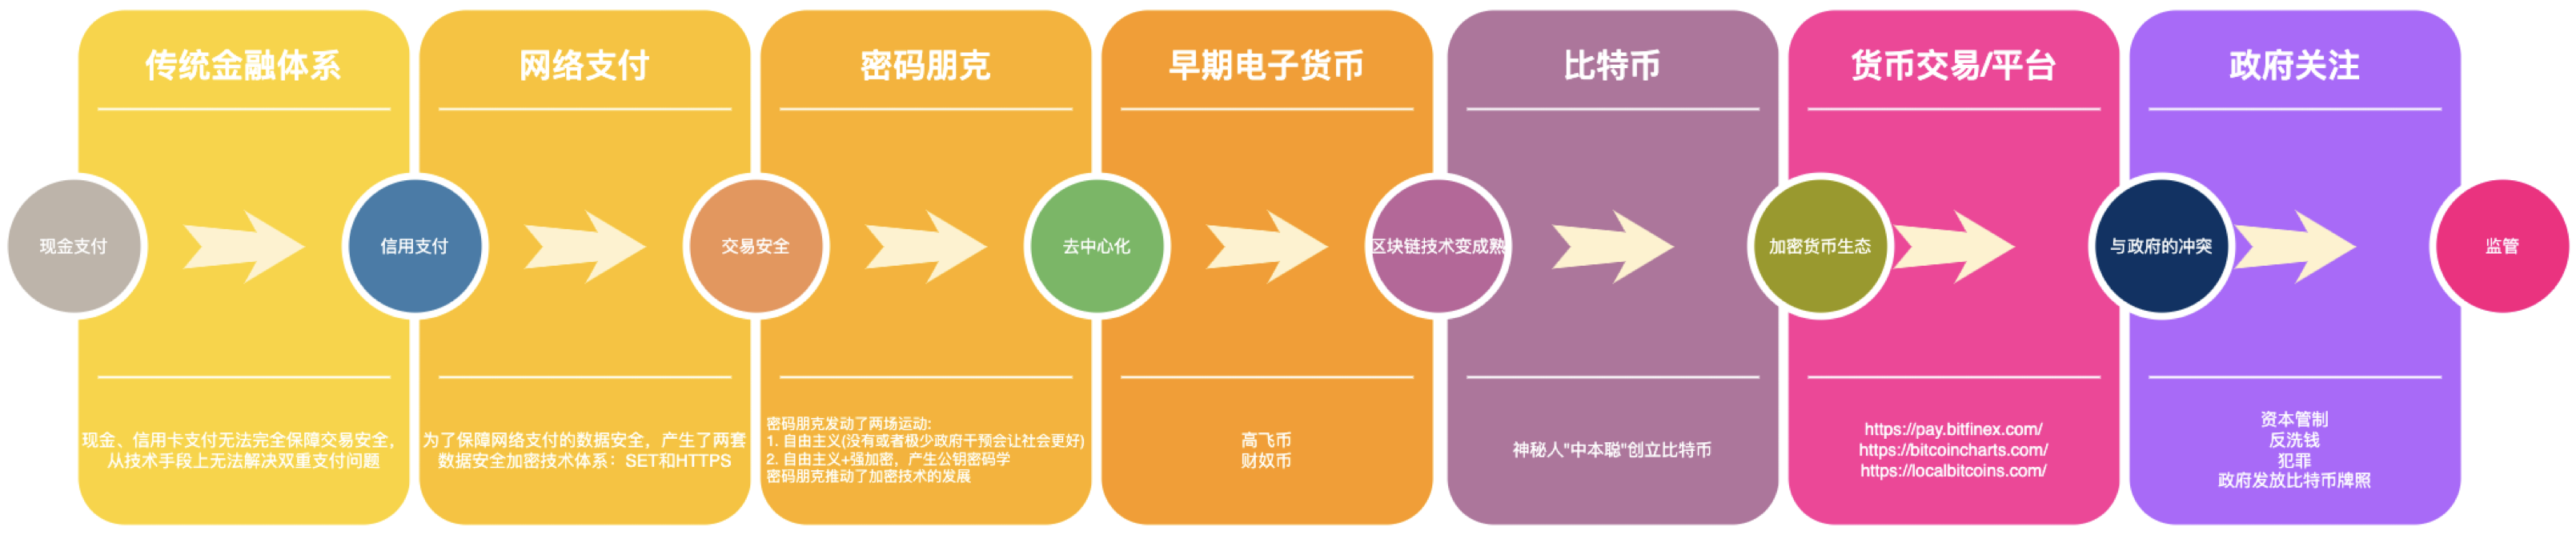 传统金融体系
网络支付
密码朋克
早期电子货币
比特币
货币交易/平台
政府关注
现金支付
信用支付
交易安全
去中心化
区块链技术变成熟
加密货币生态
与政府的冲突
监管
现金、信用卡支付无法完全保障交易安全，
从技术手段上无法解决双重支付问题
为了保障网络支付的数据安全，产生了两套
数据安全加密技术体系：SET和HTTPS
密码朋克发动了两场运动:
1. 自由主义(没有或者极少政府干预会让社会更好)
2. 自由主义+强加密，产生公钥密码学
密码朋克推动了加密技术的发展
高飞币
财奴币
神秘人"中本聪"创立比特币
https://pay.bitfinex.com/
https://bitcoincharts.com/
https://localbitcoins.com/
资本管制
反洗钱
犯罪
政府发放比特币牌照